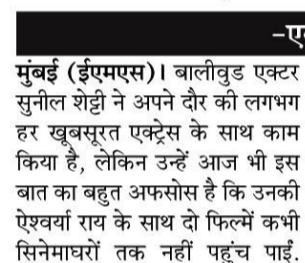 –ए
मुंबई (ईएमएस)। बालीवुड एक्टर
सुनील शेट्टी ने अपने दौर की लगभग
हर खूबसूरत एक्ट्रेस के साथ काम
किया है, लेकिन उन्हें आज भी इस
बात का बहुत अफसोस है कि उनकी
ऐश्वर्या राय के साथ दो फिल्में कभी
सिनेमाघरों तक नहीं पहुंच पाईं.